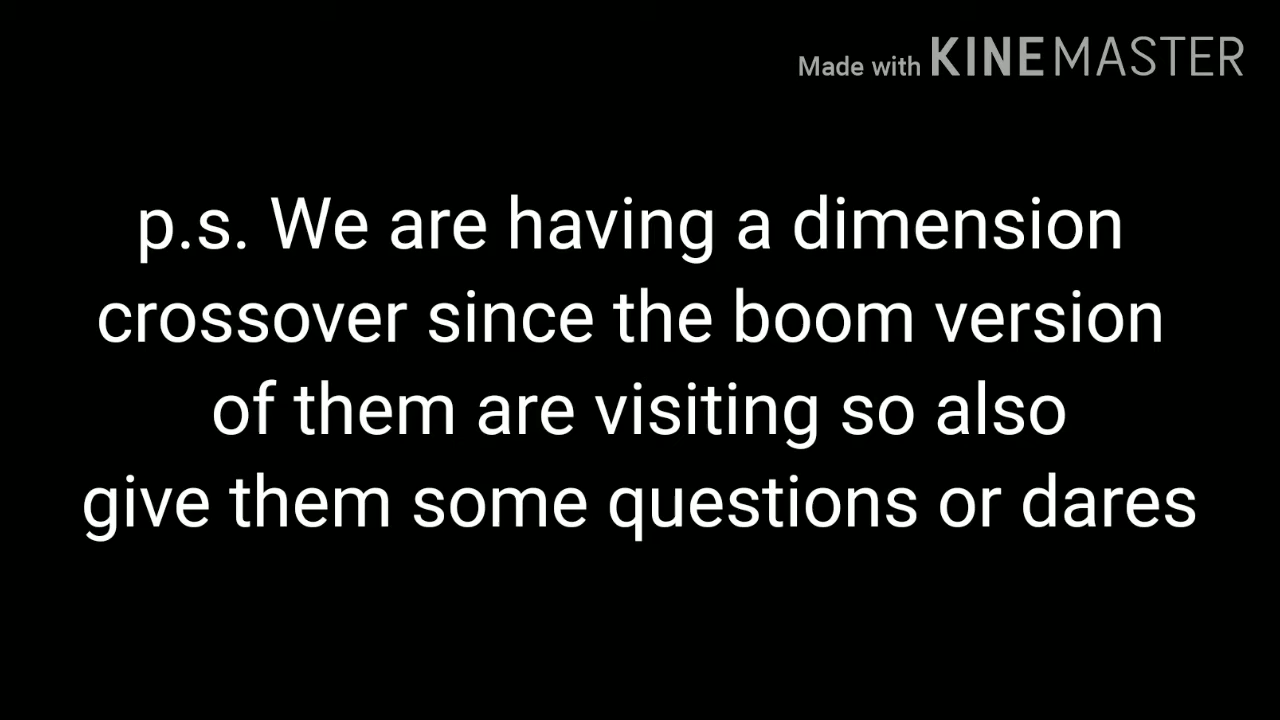 Made with KINEMASTER
p.s. We are having a dimension
crossover since the boom version
of them are visiting so also
give them some questions or dares